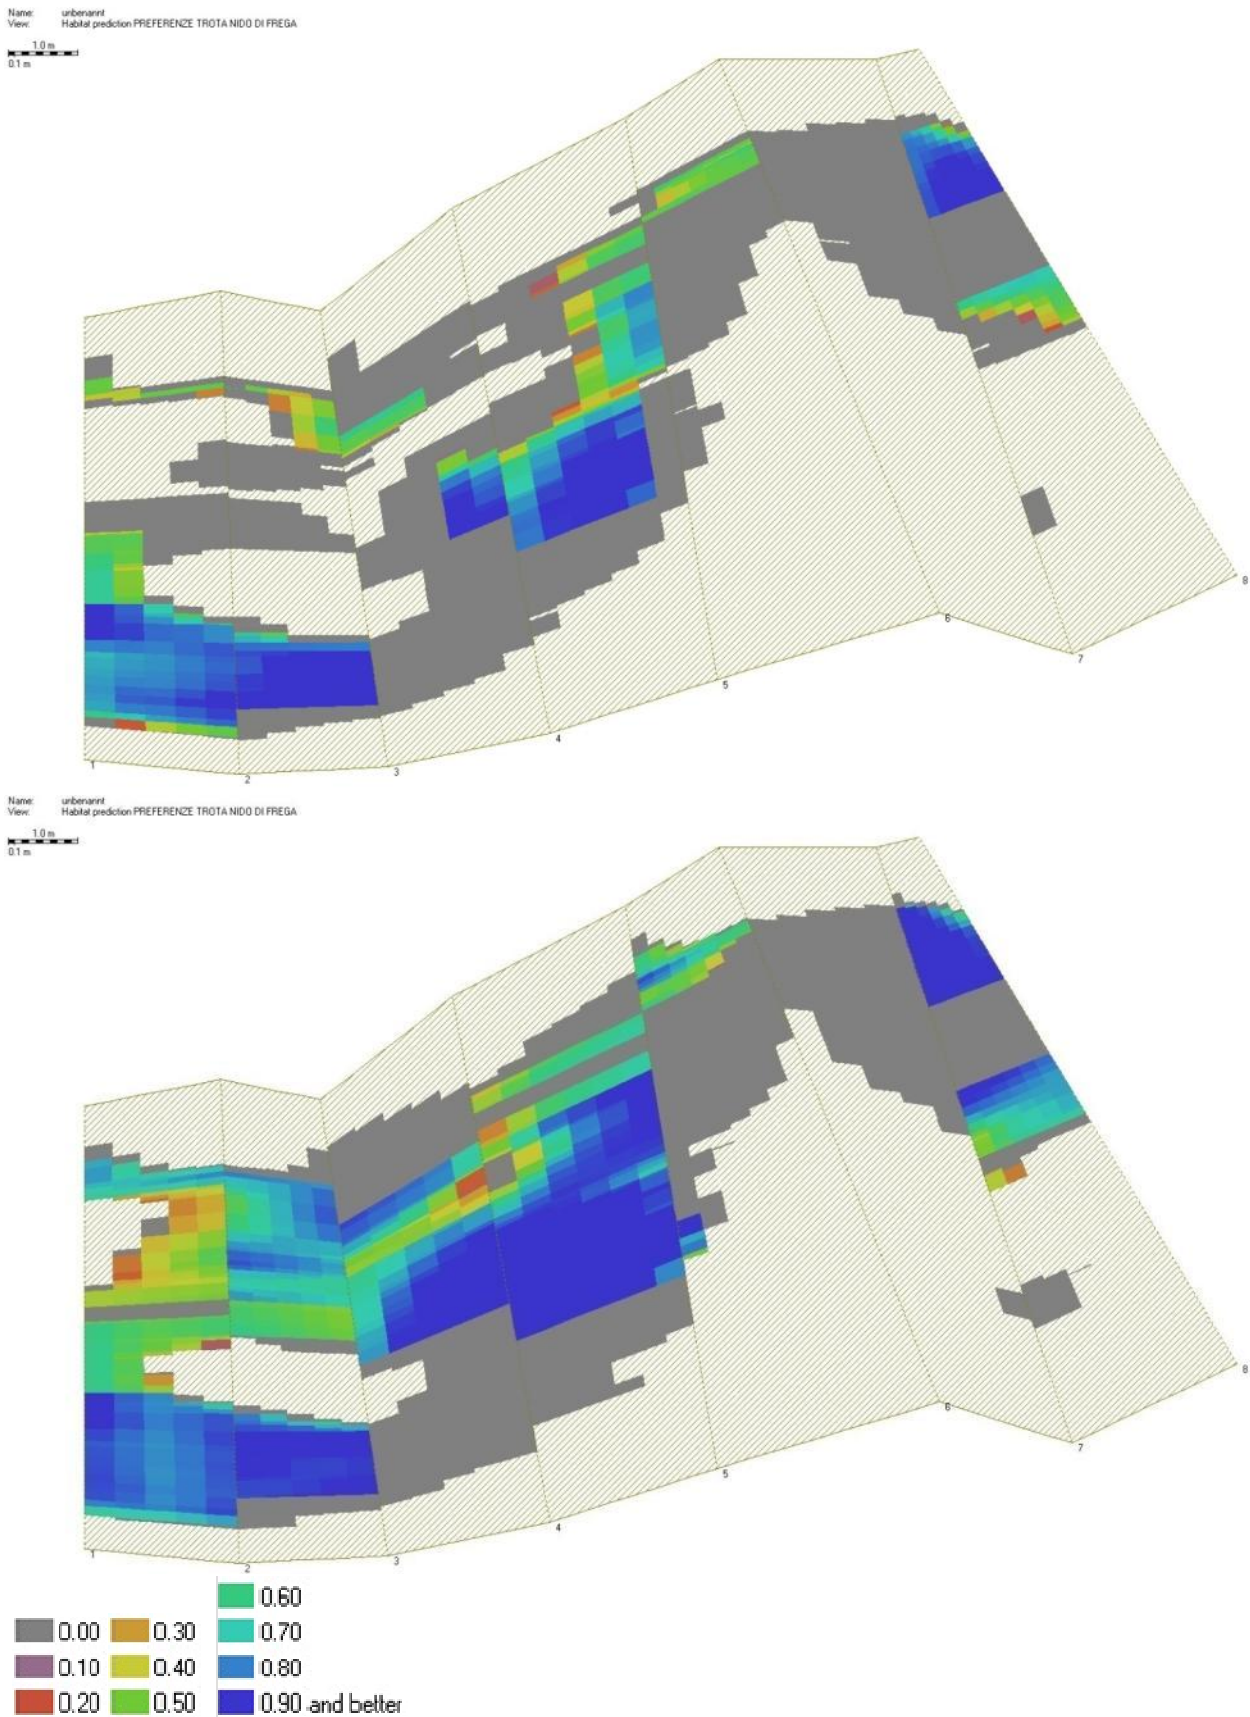 Name: unbenannt
View: Habitat prediction PREFERENZE TROTA NIDO DI FREGA
1.0 m
0.1 m
8
6
7
5
4
3
1
2
Name: unbenannt
View: Habitat prediction PREFERENZE TROTA NIDO DI FREGA
1.0 m
0.1 m
8
6
7
5
4
3
1
2
0.60
0.00 0.30 0.70
0.10 0.40 0.80
0.20 0.50 0.90 and better